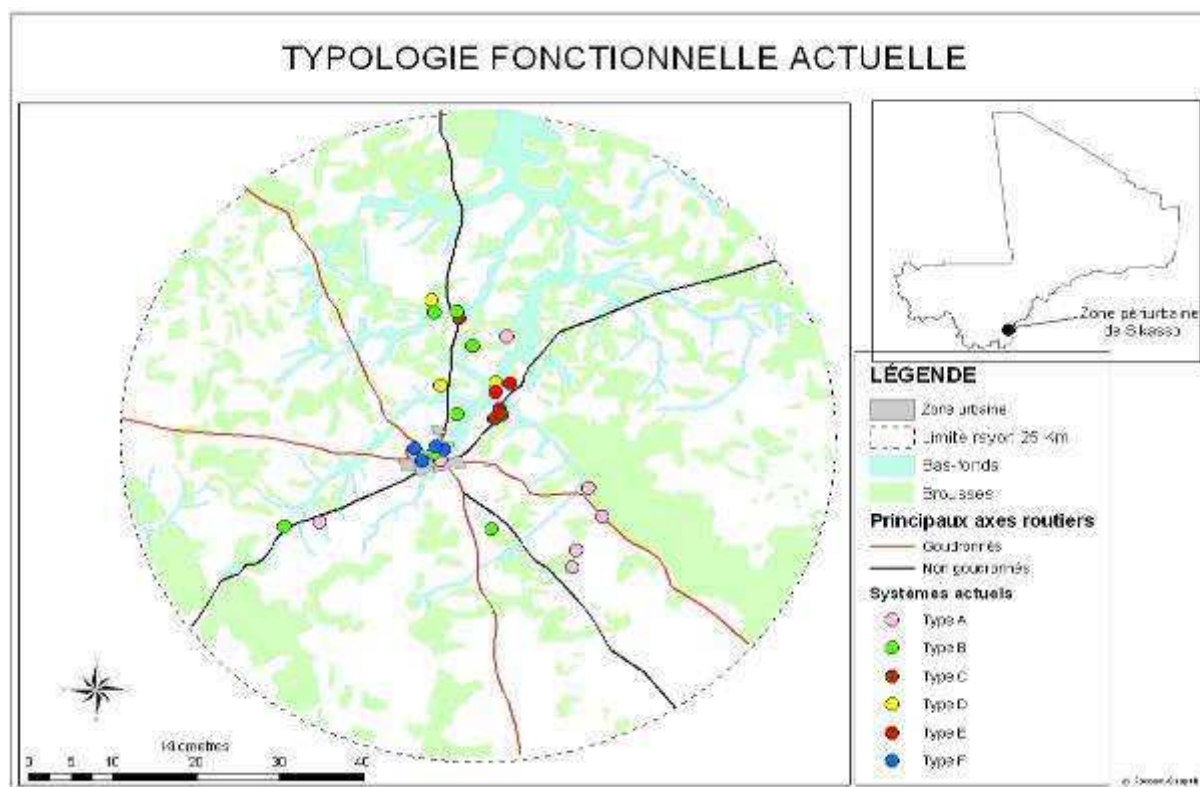 TYPOLOGIE FONCTIONNELLE ACTUELLE
Zone périurbaine
de Sikasso
LÉGENDE
Zone urbaine
Limite rayon 25 Km
Bas-fonds
Brousses
Principaux axes routiers
Goudronnés
Non goudronnés
Systèmes actuels
Type A
Type B
Type C
Type D
Type E
Type F
Kilometres
0 5 10 20 30 40